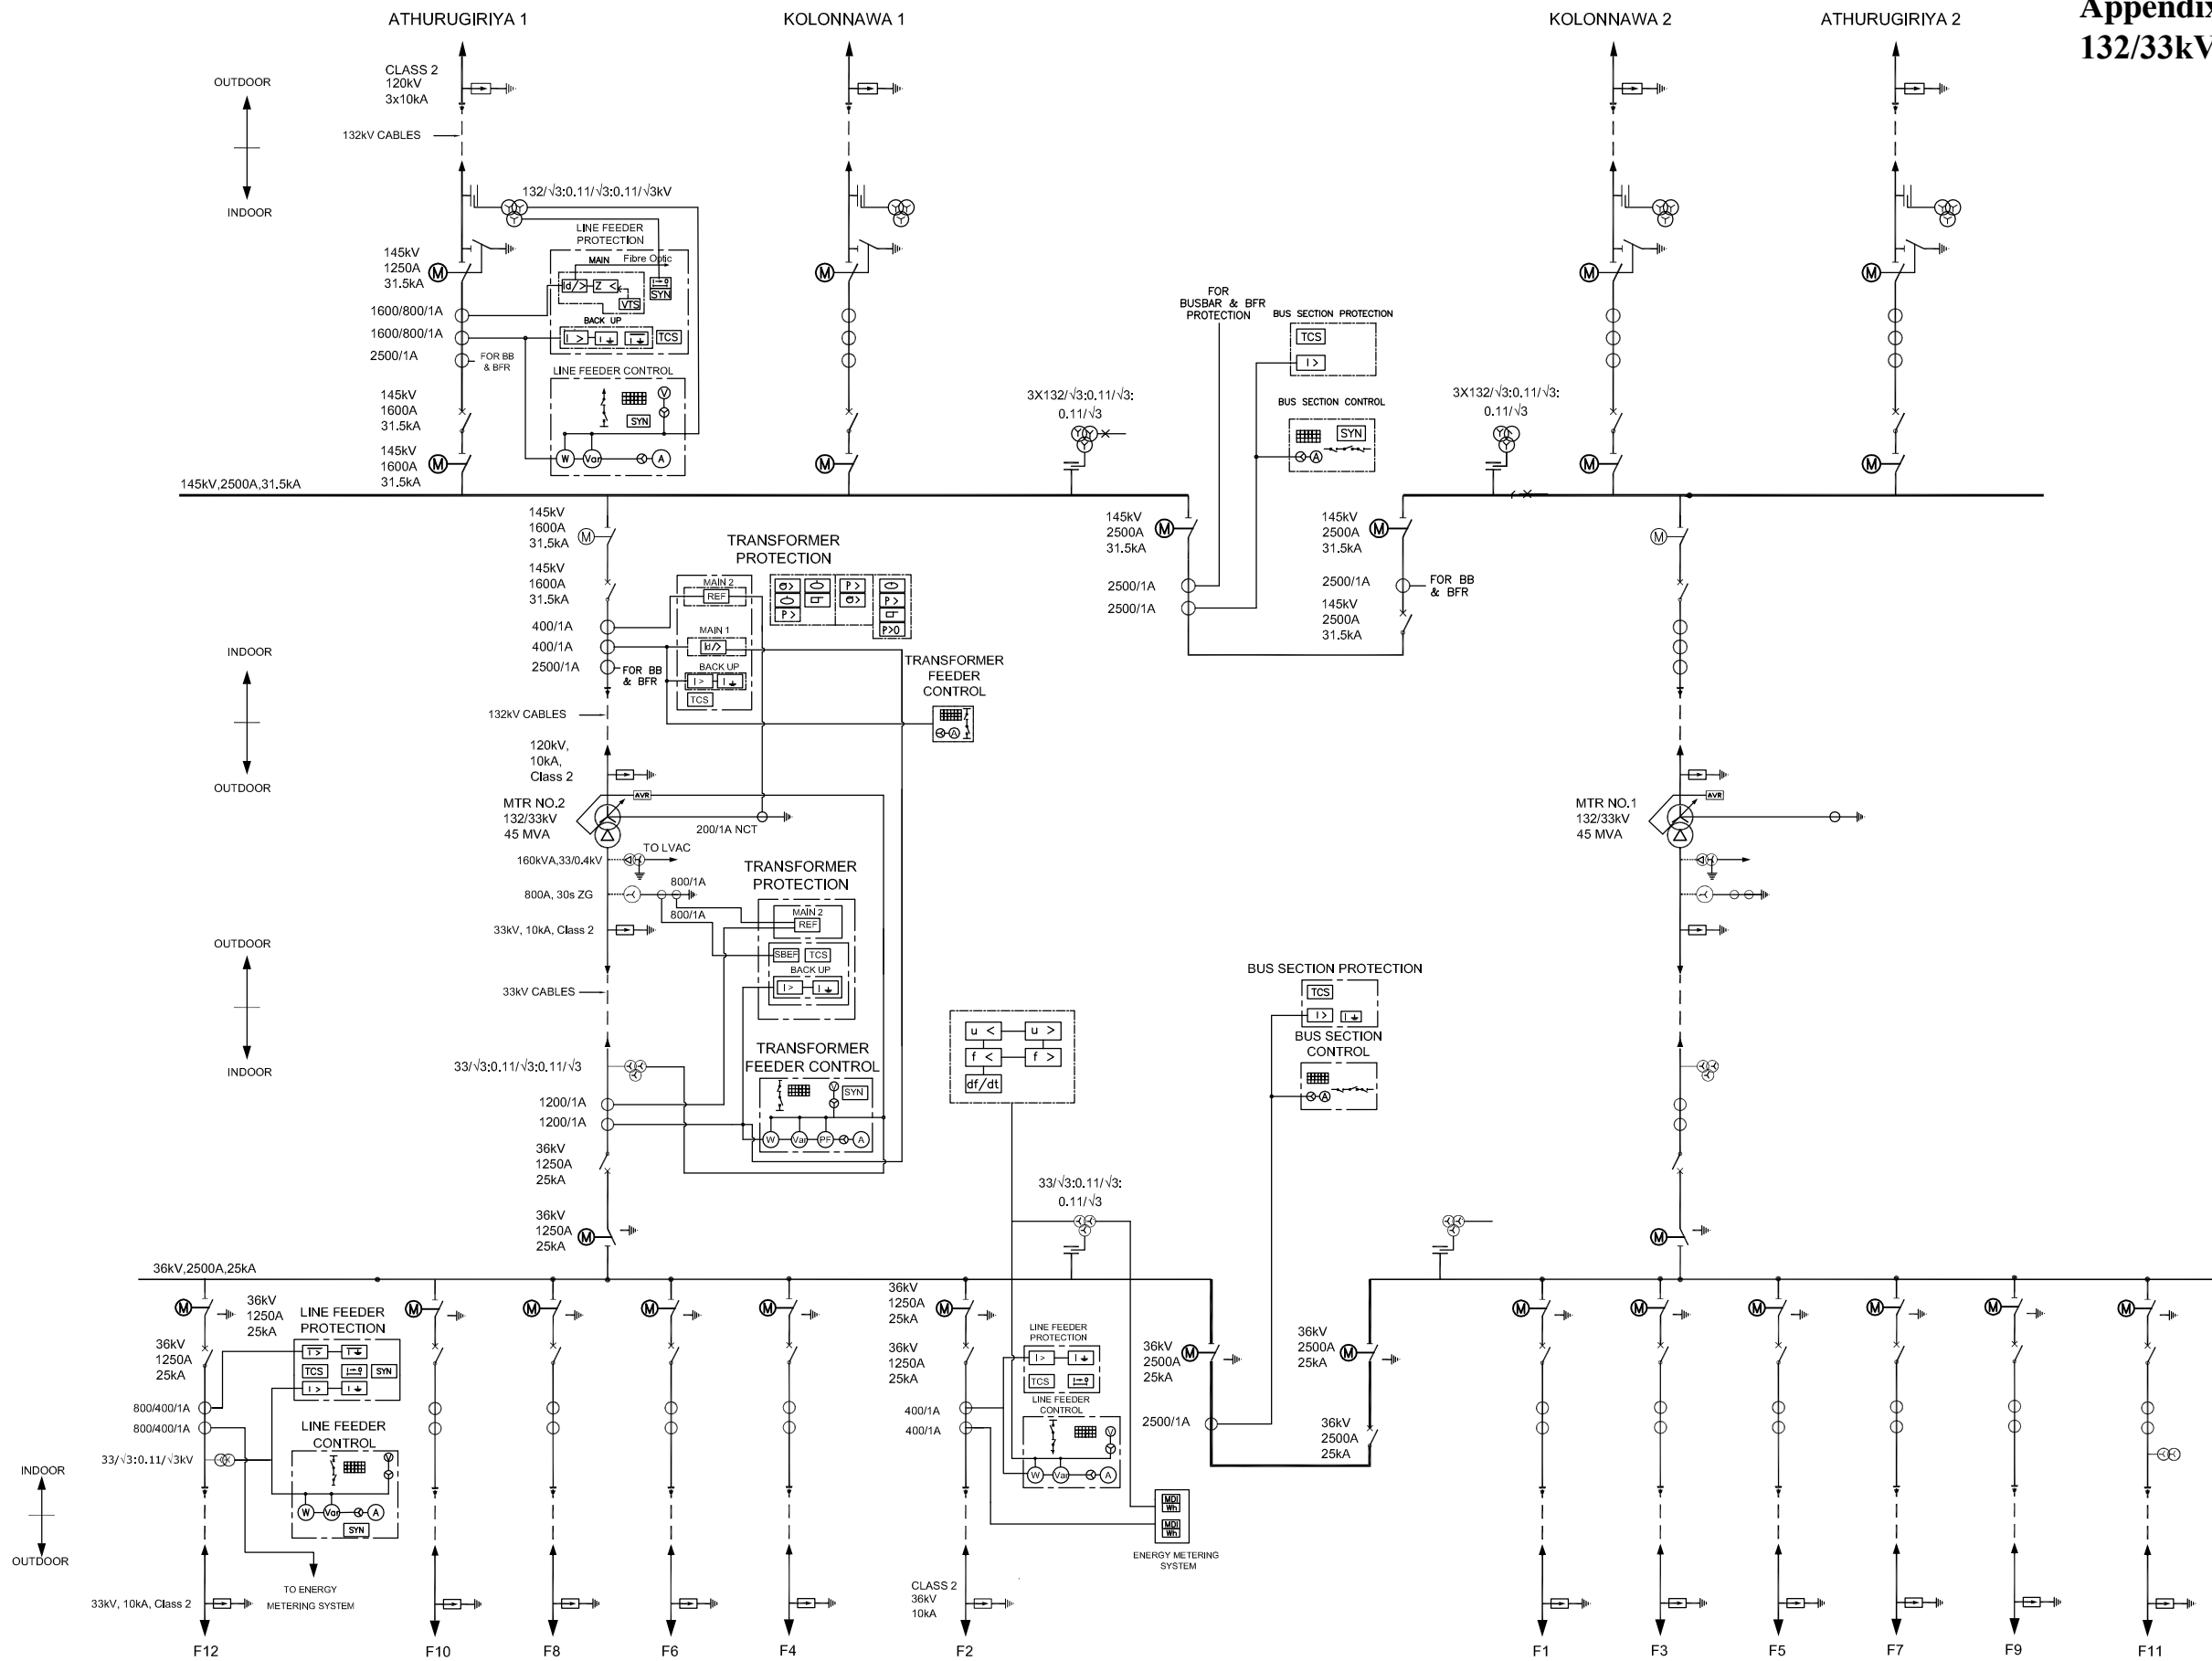 ATHURUGIRIYA 1
KOLONNAWA 1
KOLONNAWA 2
ATHURUGIRIYA 2
Appendix
132/33kV
OUTDOOR
INDOOR
CLASS 2
120kV
3x10kA
132kV CABLES
132/√3:0.11/√3:0.11/√3kV
LINE FEEDER
PROTECTION
MAIN
Fibre Optic
Id/>
Z <
VTS
SYN
BACK UP
I >
I
I
TCS
145kV
1250A
31.5kA
M
1600/800/1A
1600/800/1A
2500/1A
FOR BB
& BFR
LINE FEEDER CONTROL
V
SYN
W
Var
A
145kV
1600A
31.5kA
145kV
1600A
31.5kA
M
M
M
M
M
M
M
145kV,2500A,31.5kA
FOR
BUSBAR & BFR
PROTECTION
BUS SECTION PROTECTION
TCS
I >
BUS SECTION CONTROL
SYN
A
3X132/√3:0.11/√3:
0.11/√3
3X132/√3:0.11/√3:
0.11/√3
145kV
1600A
31.5kA
M
145kV
1600A
31.5kA
400/1A
400/1A
2500/1A
FOR BB
& BFR
TRANSFORMER
PROTECTION
MAIN 2
REF
MAIN 1
Id/>
BACK UP
I >
I
TCS
P >
P >
P >
P>0
TRANSFORMER
FEEDER
CONTROL
A
145kV
2500A
31.5kA
M
2500/1A
2500/1A
145kV
2500A
31.5kA
M
2500/1A
FOR BB
& BFR
145kV
2500A
31.5kA
M
INDOOR
OUTDOOR
132kV CABLES
120kV,
10kA,
Class 2
MTR NO.2
132/33kV
45 MVA
AVR
200/1A NCT
MTR NO.1
132/33kV
45 MVA
AVR
160kVA,33/0.4kV
TO LVAC
800A, 30s ZG
800/1A
800/1A
33kV, 10kA, Class 2
TRANSFORMER
PROTECTION
MAIN 2
REF
SBEF
TCS
BACK UP
I >
I
OUTDOOR
INDOOR
33kV CABLES
33/√3:0.11/√3:0.11/√3
1200/1A
1200/1A
TRANSFORMER
FEEDER CONTROL
V
SYN
W
Var
PF
A
36kV
1250A
25kA
36kV
1250A
25kA
M
u <
u >
f <
f >
df/dt
BUS SECTION PROTECTION
TCS
I >
I
BUS SECTION
CONTROL
A
33/√3:0.11/√3:
0.11/√3
M
36kV,2500A,25kA
M
36kV
1250A
25kA
36kV
1250A
25kA
LINE FEEDER
PROTECTION
I >
I
TCS
SYN
I >
I
800/400/1A
800/400/1A
33/√3:0.11/√3kV
LINE FEEDER
CONTROL
V
W
Var
A
SYN
TO ENERGY
METERING SYSTEM
INDOOR
OUTDOOR
33kV, 10kA, Class 2
M
M
M
M
36kV
1250A
25kA
M
36kV
1250A
25kA
400/1A
400/1A
LINE FEEDER
PROTECTION
I >
I
TCS
LINE FEEDER
CONTROL
V
W
Var
A
CLASS 2
36kV
10kA
MDI
Wh
MDI
Wh
ENERGY METERING
SYSTEM
36kV
2500A
25kA
M
2500/1A
36kV
2500A
25kA
M
36kV
2500A
25kA
M
M
M
M
M
M
F12
F10
F8
F6
F4
F2
F1
F3
F5
F7
F9
F11